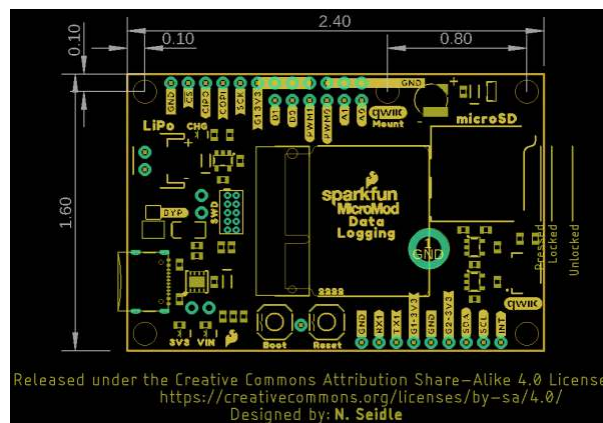 2.40
0.10
0.10
0.80
1.60
GND
CS
CIPO
COPI
SCK
G1-3V3
D1
D0
PWM1
PWM0
A1
A0
GND
qwiic
Mount
+
-
microSD
LiPo
CHG
+
-
BYP
SWD
sparkfun
MicroMod
Data
Logging
1
GND
Pressed
Locked
Unlocked
qwiic
3V3
VIN
Boot
Reset
GND
RX1
TX1
G1-3V3
GND
G2-3V3
SDA
SCL
INT
Released under the Creative Commons Attribution Share-Alike 4.0 License
https://creativecommons.org/licenses/by-sa/4.0/
Designed by: N. Seidle